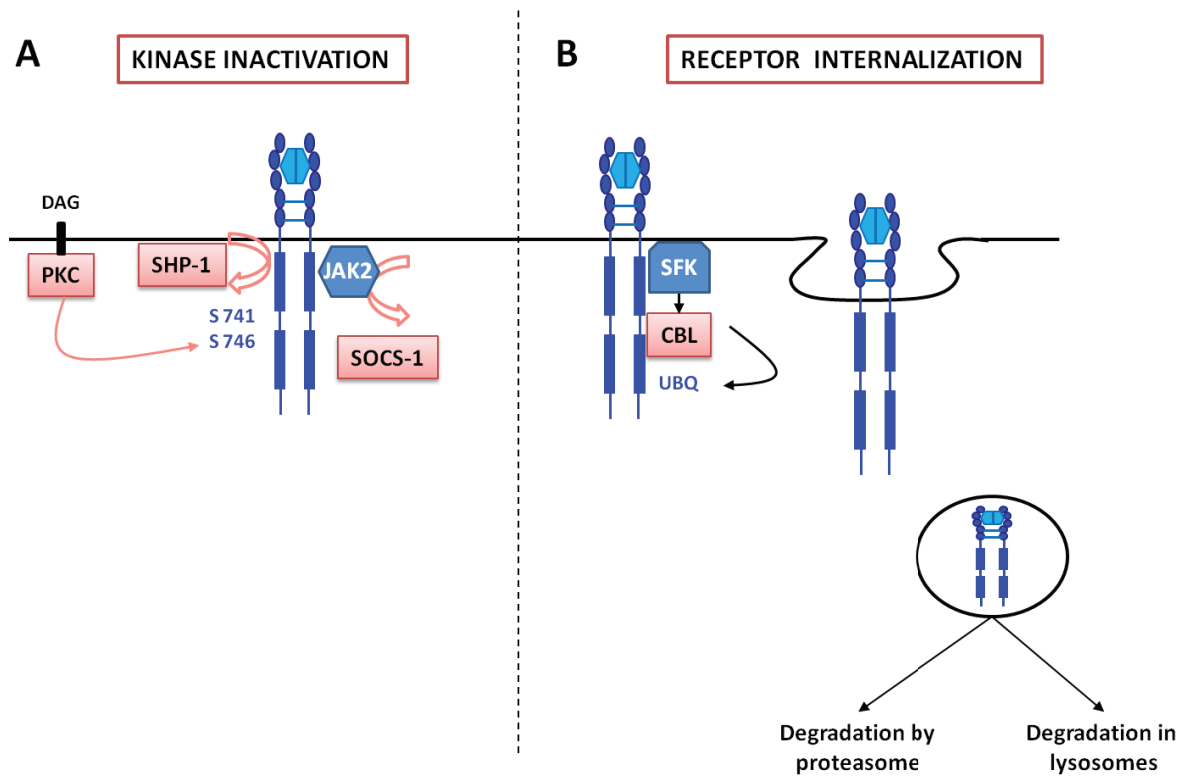 A
KINASE INACTIVATION
DAG
PKC
SHP-1
JAK2
S 741
S 746
SOCS-1
B
RECEPTOR INTERNALIZATION
SFK
CBL
UBQ
Degradation by
proteasome
Degradation in
lysosomes